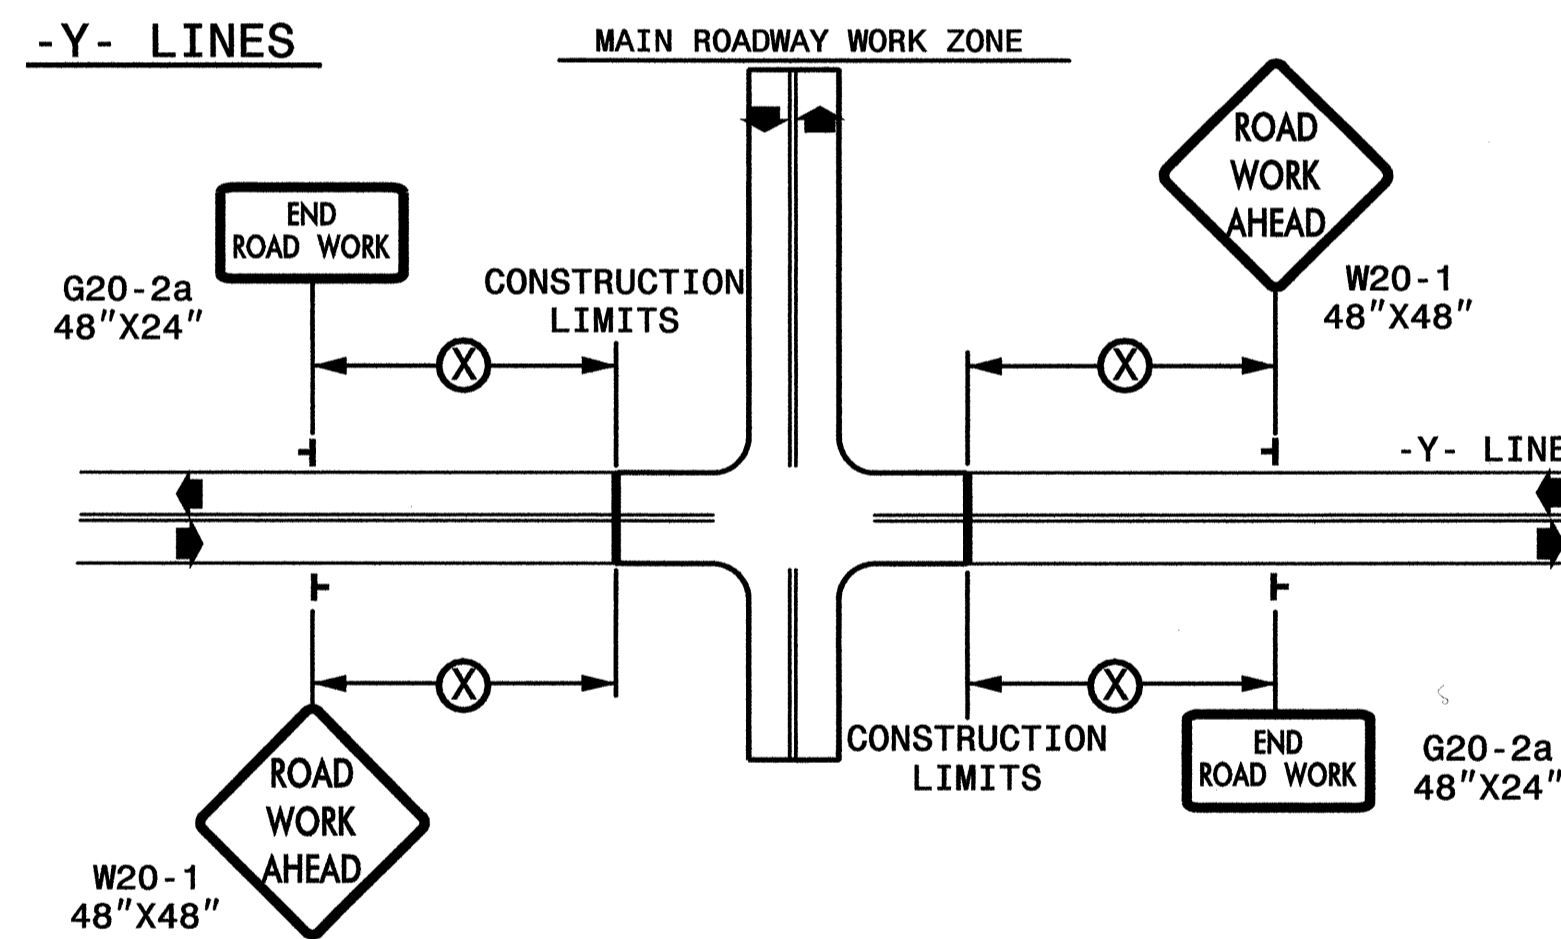 -Y- LINES
MAIN ROADWAY WORK ZONE
ROAD
WORK
AHEAD
END
ROAD WORK
G20-2a
48"X24"
CONSTRUCTION
LIMITS
W20-1
48"X48"
X
X
-Y- LINE
X
X
CONSTRUCTION
LIMITS
END
ROAD WORK
G20-2a
48"X24"
ROAD
WORK
AHEAD
W20-1
48"X48"